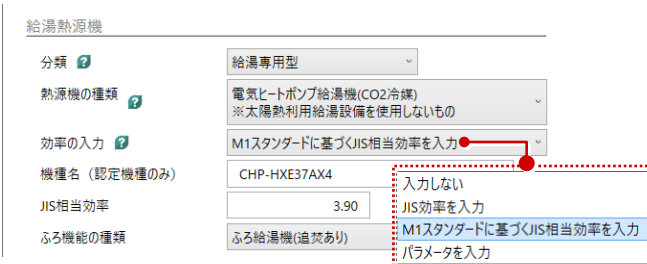 給湯熱源機
分類 ?
給湯専用型
熱源機の種類 ?
電気ヒートポンプ給湯機(CO2冷媒)
※太陽熱利用給湯設備を使用しないもの
効率の入力 ?
M1スタンダードに基づくJIS相当効率を入力
機種名（認定機種のみ）
CHP-HXE37AX4
JIS相当効率
3.90
ふろ機能の種類
ふろ給湯機(追焚あり)
入力しない
JIS効率を入力
M1スタンダードに基づくJIS相当効率を入力
パラメータを入力